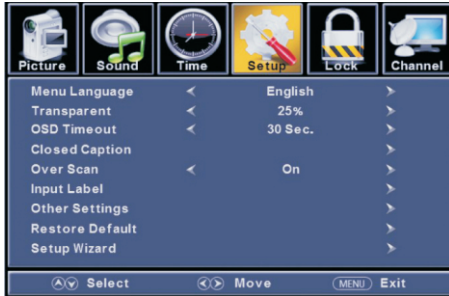 Picture Sound Time Setup Lock Channel
Menu Language English
Transparent 25%
OSD Timeout 30 Sec.
Closed Caption
Over Scan On
Input Label
Other Settings
Restore Default
Setup Wizard
Select Move MENU Exit